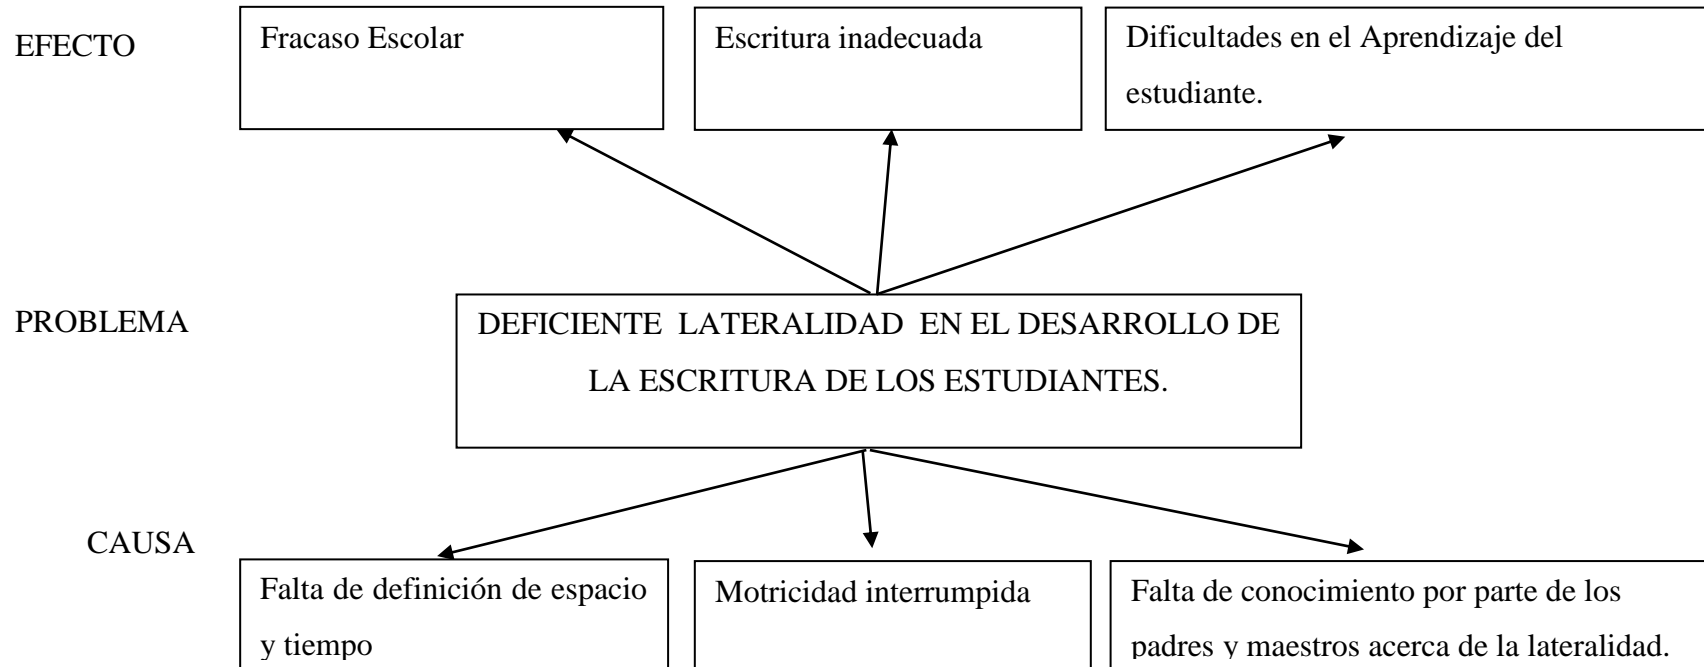 EFECTO
Fracaso Escolar
Escritura inadecuada
Dificultades en el Aprendizaje del
estudiante.
PROBLEMA
DEFICIENTE LATERALIDAD EN EL DESARROLLO DE
LA ESCRITURA DE LOS ESTUDIANTES.
CAUSA
Falta de definición de espacio
y tiempo
Motricidad interrumpida
Falta de conocimiento por parte de los
padres y maestros acerca de la lateralidad.